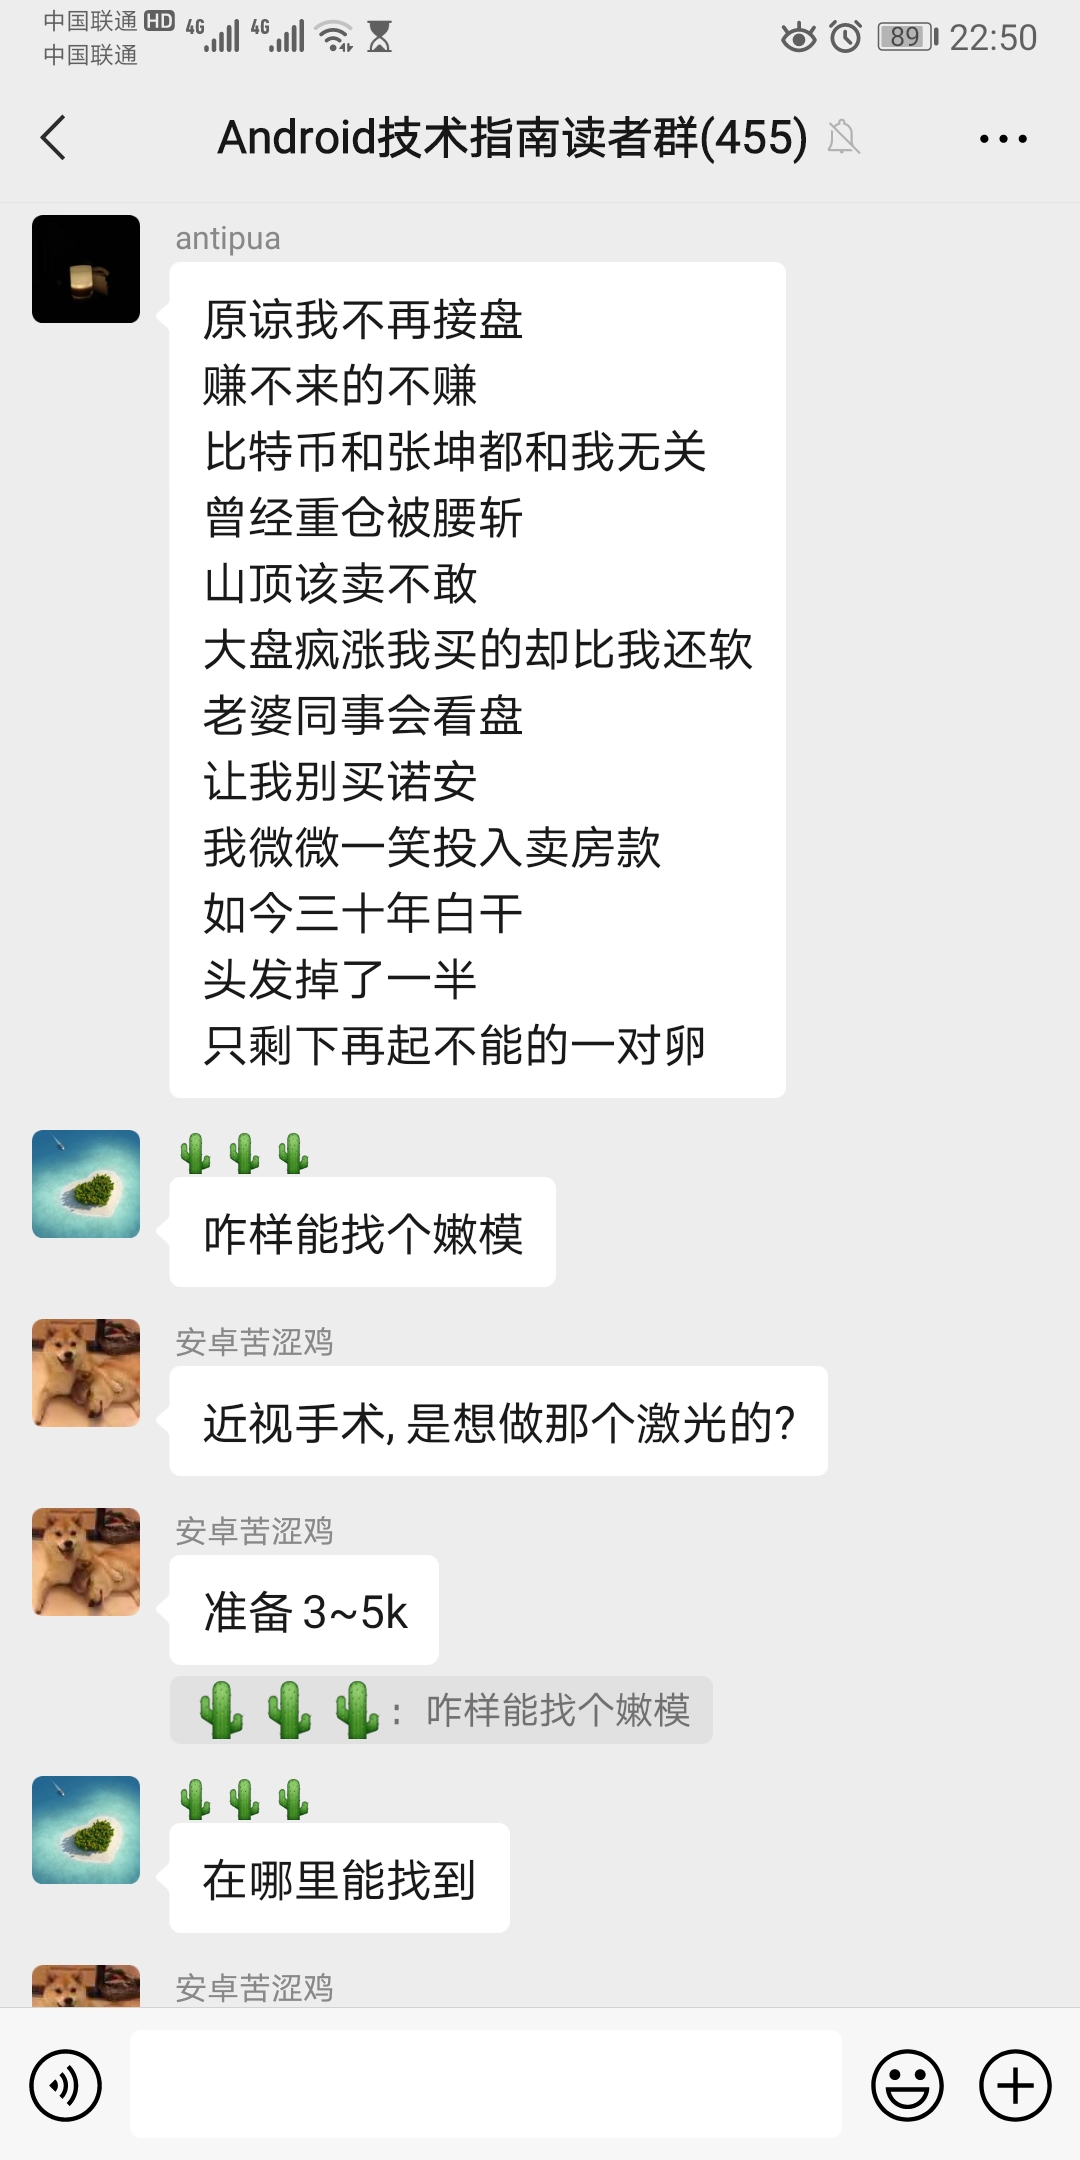 中国联通 HD 4G 4G 89 22:50
中国联通
Android技术指南读者群(455)
antipua
原谅我不再接盘
赚不来的不赚
比特币和张坤都和我无关
曾经重仓被腰斩
山顶该卖不敢
大盘疯涨我买的却比我还软
老婆同事会看盘
让我别买诺安
我微微一笑投入卖房款
如今三十年白干
头发掉了一半
只剩下再起不能的一对卵
🌵🌵🌵
咋样能找个嫩模
安卓苦涩鸡
近视手术, 是想做那个激光的?
安卓苦涩鸡
准备 3~5k
🌵🌵🌵: 咋样能找个嫩模
🌵🌵🌵
在哪里能找到
安卓苦涩鸡